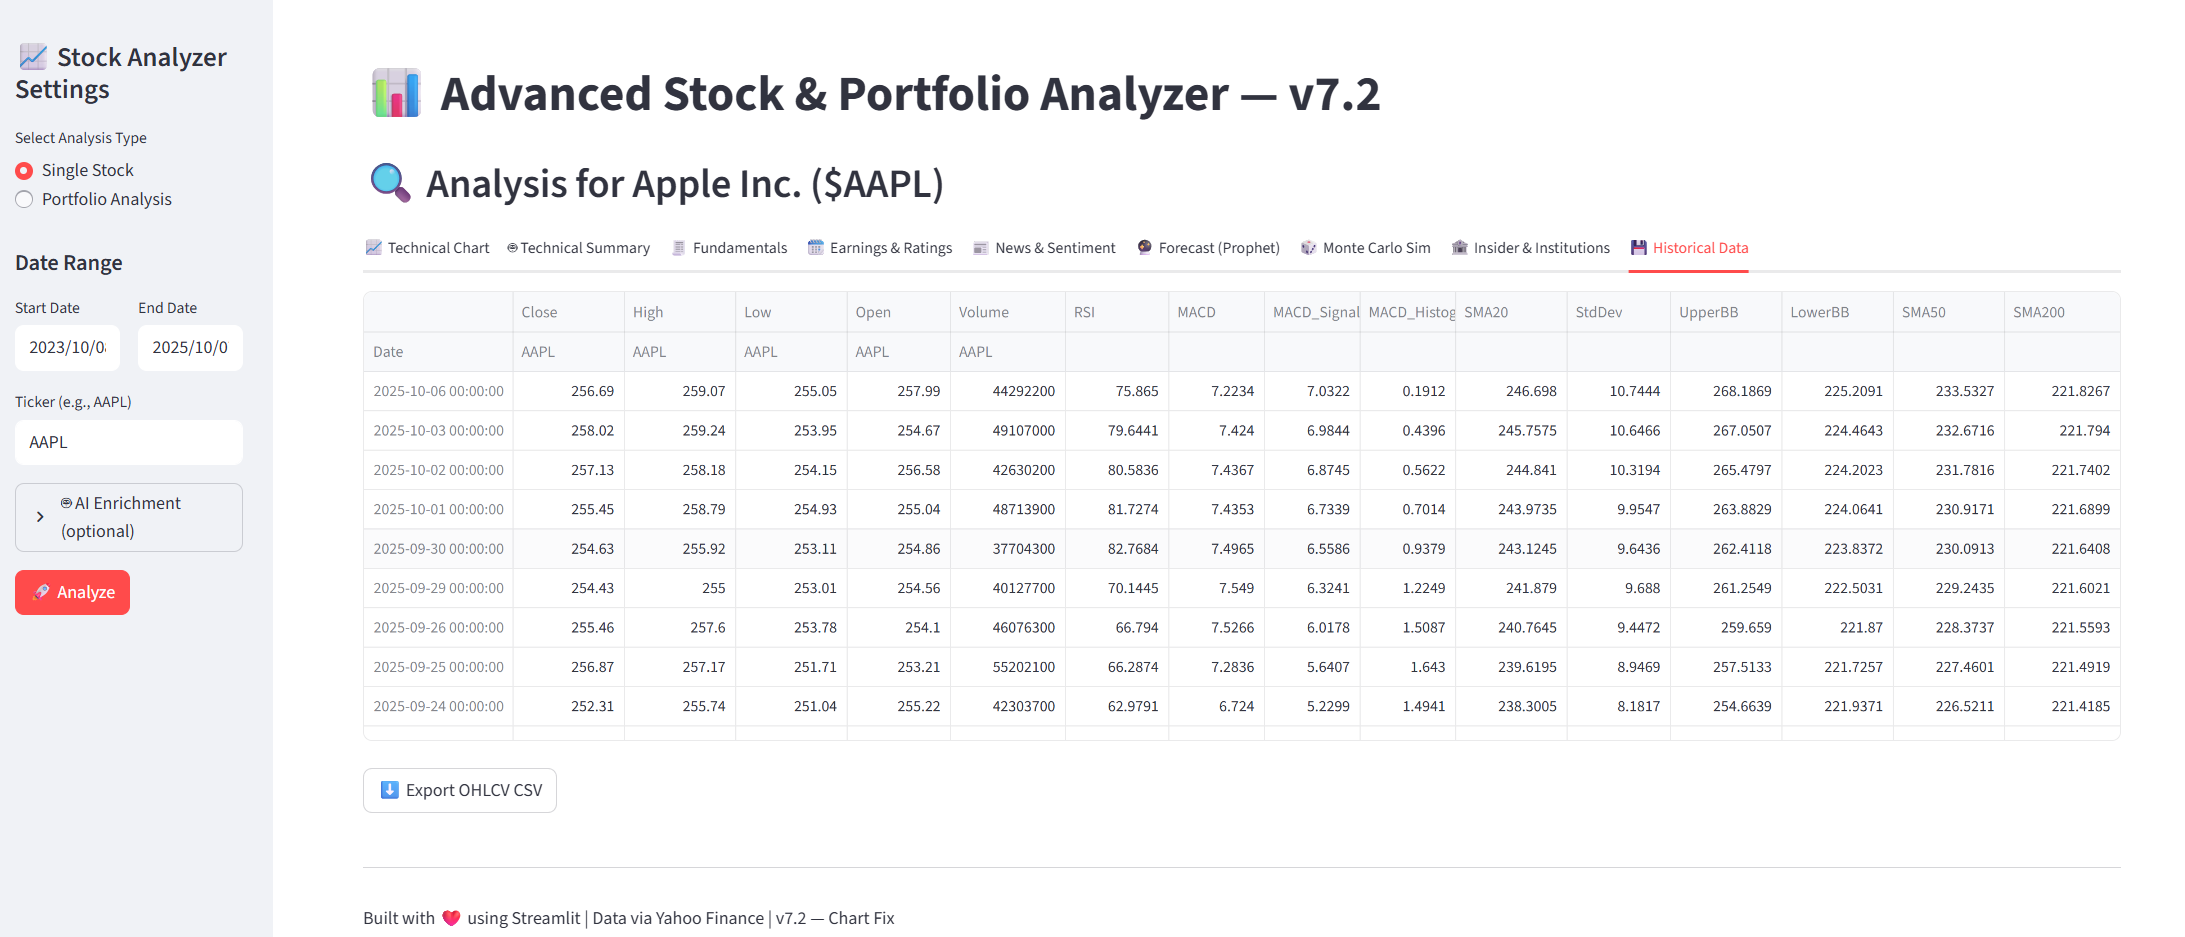 📈 Stock Analyzer
Settings
Select Analysis Type
Single Stock
Portfolio Analysis
Date Range
Start Date End Date
2023/10/0 2025/10/0
Ticker (e.g., AAPL)
AAPL
AI Enrichment
(optional)
🚀 Analyze
📊 Advanced Stock & Portfolio Analyzer — v7.2
🔍 Analysis for Apple Inc. ($AAPL)
Technical Chart Technical Summary Fundamentals Earnings & Ratings News & Sentiment Forecast (Prophet) Monte Carlo Sim Insider & Institutions Historical Data
Close High Low Open Volume RSI MACD MACD_Signal MACD_Histog SMA20 StdDev UpperBB LowerBB SMA50 SMA200
Date AAPL AAPL AAPL AAPL AAPL
2025-10-06 00:00:00 256.69 259.07 255.05 257.99 44292200 75.865 7.2234 7.0322 0.1912 246.698 10.7444 268.1869 225.2091 233.5327 221.8267
2025-10-03 00:00:00 258.02 259.24 253.95 254.67 49107000 79.6441 7.424 6.9844 0.4396 245.7575 10.6466 267.0507 224.4643 232.6716 221.794
2025-10-02 00:00:00 257.13 258.18 254.15 256.58 42630200 80.5836 7.4367 6.8745 0.5622 244.841 10.3194 265.4797 224.2023 231.7816 221.7402
2025-10-01 00:00:00 255.45 258.79 254.93 255.04 48713900 81.7274 7.4353 6.7339 0.7014 243.9735 9.9547 263.8829 224.0641 230.9171 221.6899
2025-09-30 00:00:00 254.63 255.92 253.11 254.86 37704300 82.7684 7.4965 6.5586 0.9379 243.1245 9.6436 262.4118 223.8372 230.0913 221.6408
2025-09-29 00:00:00 254.43 255 253.01 254.56 40127700 70.1445 7.549 6.3241 1.2249 241.879 9.688 261.2549 222.5031 229.2435 221.6021
2025-09-26 00:00:00 255.46 257.6 253.78 254.1 46076300 66.794 7.5266 6.0178 1.5087 240.7645 9.4472 259.659 221.87 228.3737 221.5593
2025-09-25 00:00:00 256.87 257.17 251.71 253.21 55202100 66.2874 7.2836 5.6407 1.643 239.6195 8.9469 257.5133 221.7257 227.4601 221.4919
2025-09-24 00:00:00 252.31 255.74 251.04 255.22 42303700 62.9791 6.724 5.2299 1.4941 238.3005 8.1817 254.6639 221.9371 226.5211 221.4185
⬇️ Export OHLCV CSV
Built with ❤️ using Streamlit | Data via Yahoo Finance | v7.2 — Chart Fix